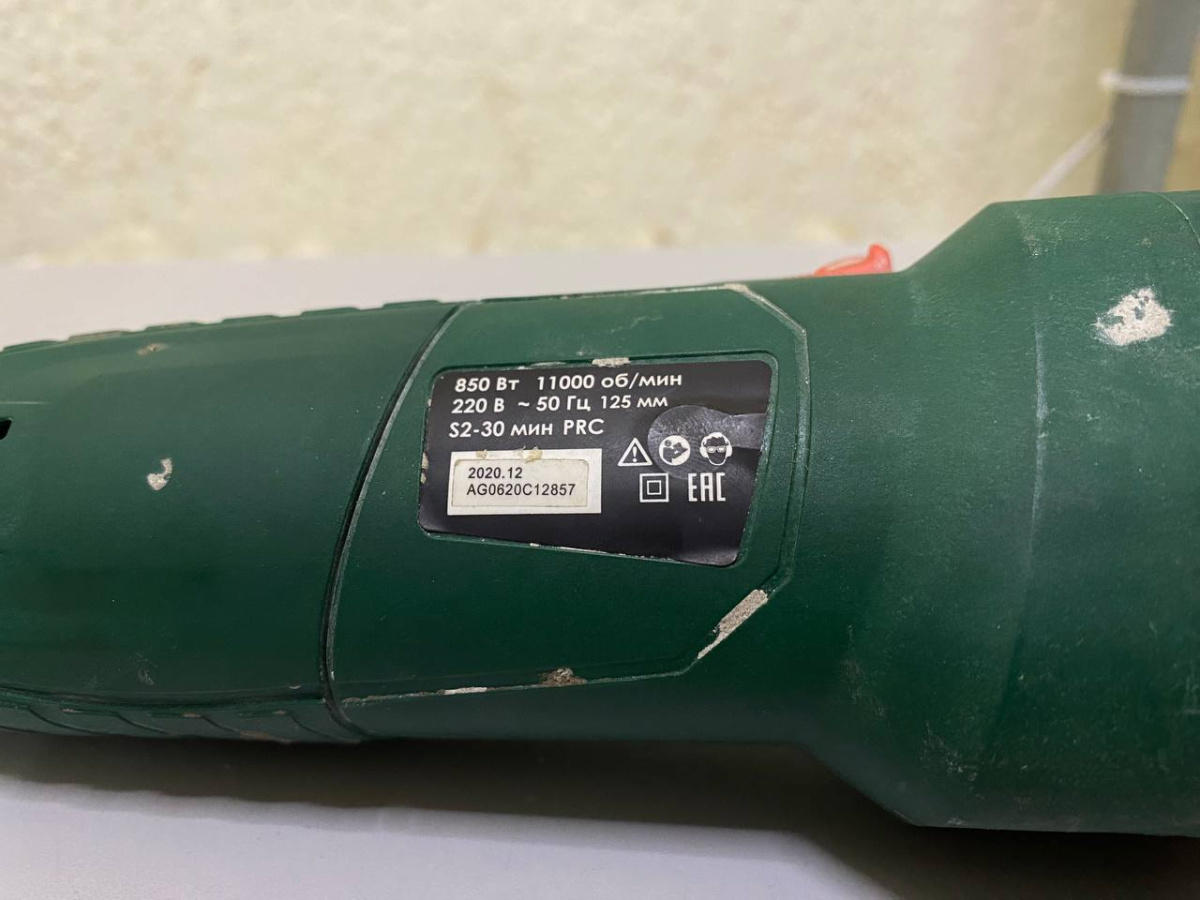 850 Вт 11000 об/мин
220 В ~ 50 Гц 125 мм
S2-30 мин PRC
2020.12
AG0620C12857
EAC